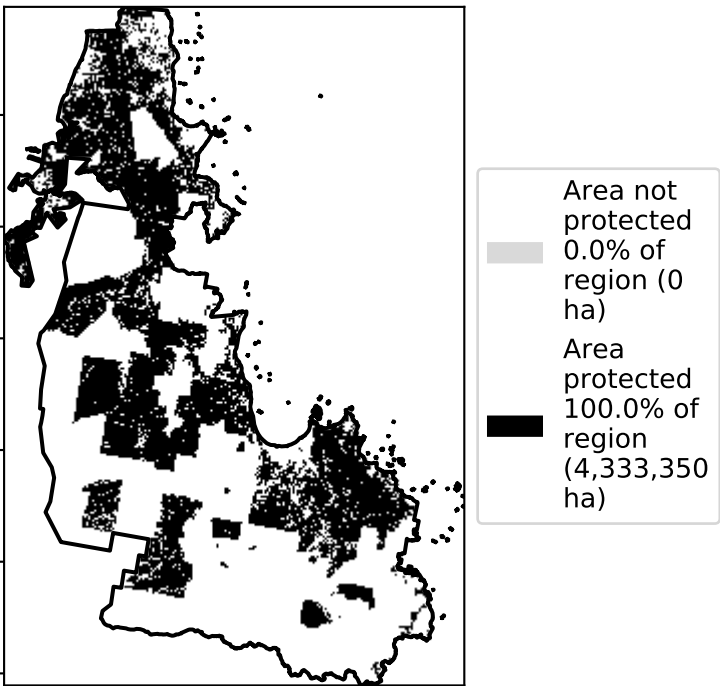 Area not
protected
0.0% of
region (0
ha)
Area
protected
100.0% of
region
(4,333,350
ha)